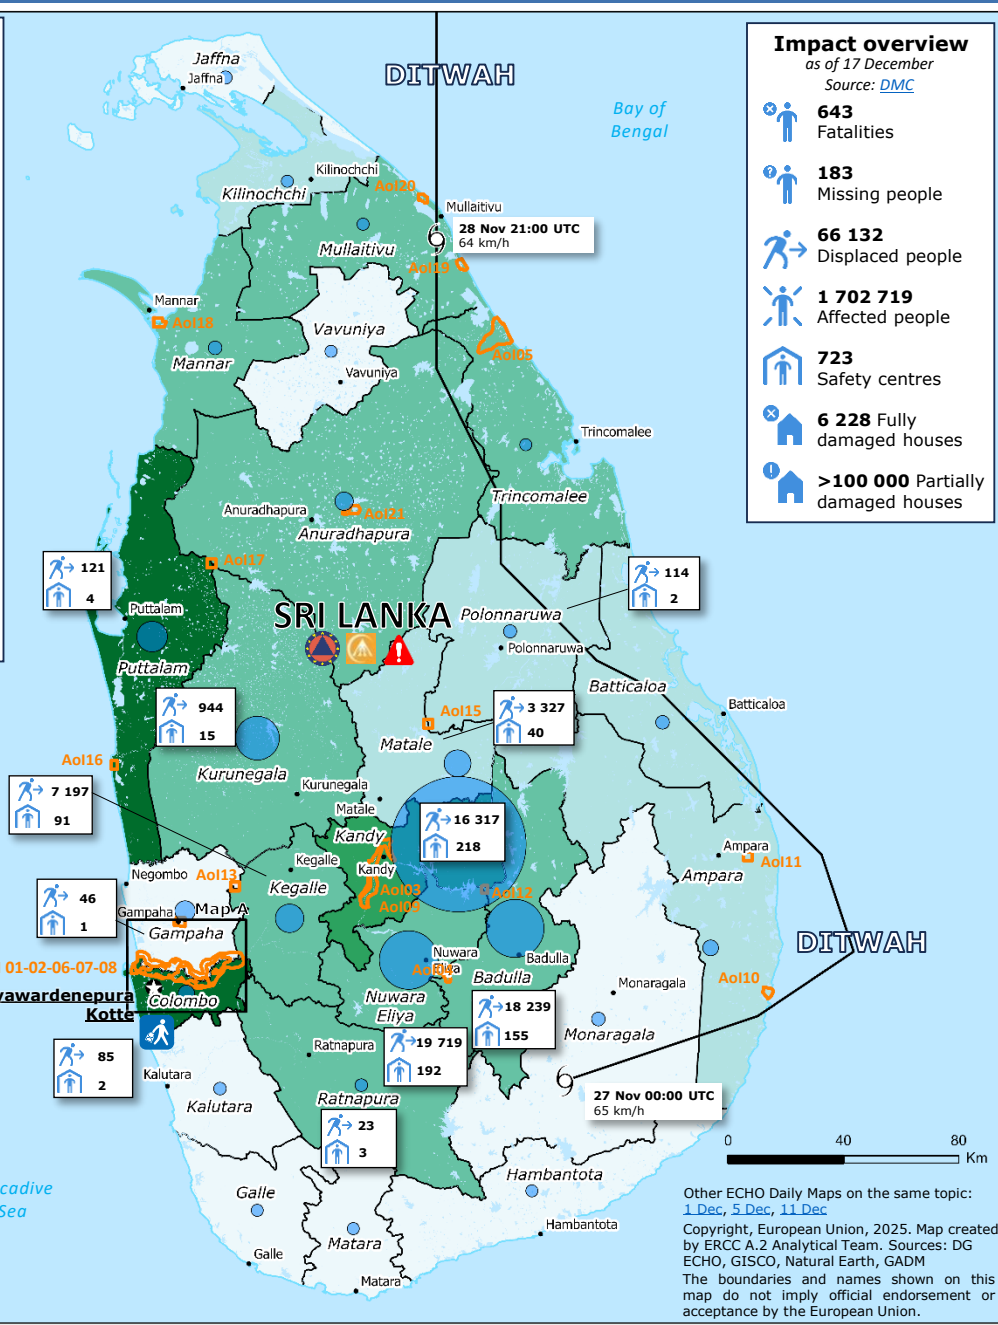 Jaffna
Jaffna
DITWAH
Bay of
Bengal
Kilinochchi
Kilinochchi
AoI20
Mullaitivu
28 Nov 21:00 UTC
64 km/h
Mullaitivu
AoI19
Mannar
AoI18
Mannar
Vavuniya
Vavuniya
AoI05
Trincomalee
Trincomalee
Anuradhapura
AoI21
Anuradhapura
AoI17
121
4
SRI LANKA
114
2
Puttalam
Puttalam
Polonnaruwa
Polonnaruwa
Batticaloa
Batticaloa
944
15
AoI15
3 327
40
Matale
AoI16
Kurunegala
Kurunegala
7 197
91
Matale
16 317
218
Kandy
Kandy
Kegalle
Kegalle
AoI03
AoI09
AoI12
Ampara
AoI11
Ampara
Negombo
AoI13
46
1
Gampaha
Map A
Gampaha
01-02-06-07-08
yawardenepura
Kotte
Colombo
Nuwara
Eliya
Badulla
Badulla
Nuwara
Eliya
DITWAH
AoI10
Monaragala
Monaragala
18 239
155
19 719
192
85
2
Kalutara
Kalutara
Ratnapura
Ratnapura
23
3
27 Nov 00:00 UTC
65 km/h
Galle
Galle
Matara
Matara
Hambantota
Hambantota
cadive
Sea
0 40 80
Km
Impact overview
as of 17 December
Source: DMC
643
Fatalities
183
Missing people
66 132
Displaced people
1 702 719
Affected people
723
Safety centres
6 228 Fully
damaged houses
>100 000 Partially
damaged houses
Other ECHO Daily Maps on the same topic:
1 Dec, 5 Dec, 11 Dec
Copyright, European Union, 2025. Map created
by ERCC A.2 Analytical Team. Sources: DG
ECHO, GISCO, Natural Earth, GADM
The boundaries and names shown on this
map do not imply official endorsement or
acceptance by the European Union.